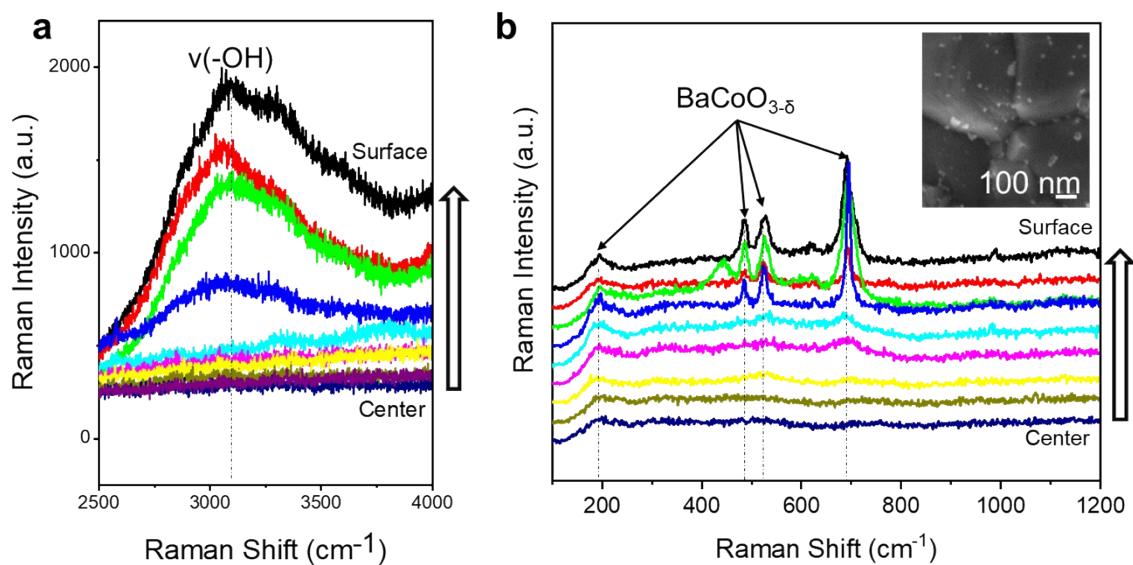 a
ν(-OH)
Surface
Center
2000
1000
0
2500
3000
3500
4000
Raman Intensity (a.u.)
Raman Shift (cm⁻¹)
b
BaCoO₃₋δ
100 nm
Surface
Center
200
400
600
800
1000
1200
Raman Intensity (a.u.)
Raman Shift (cm⁻¹)